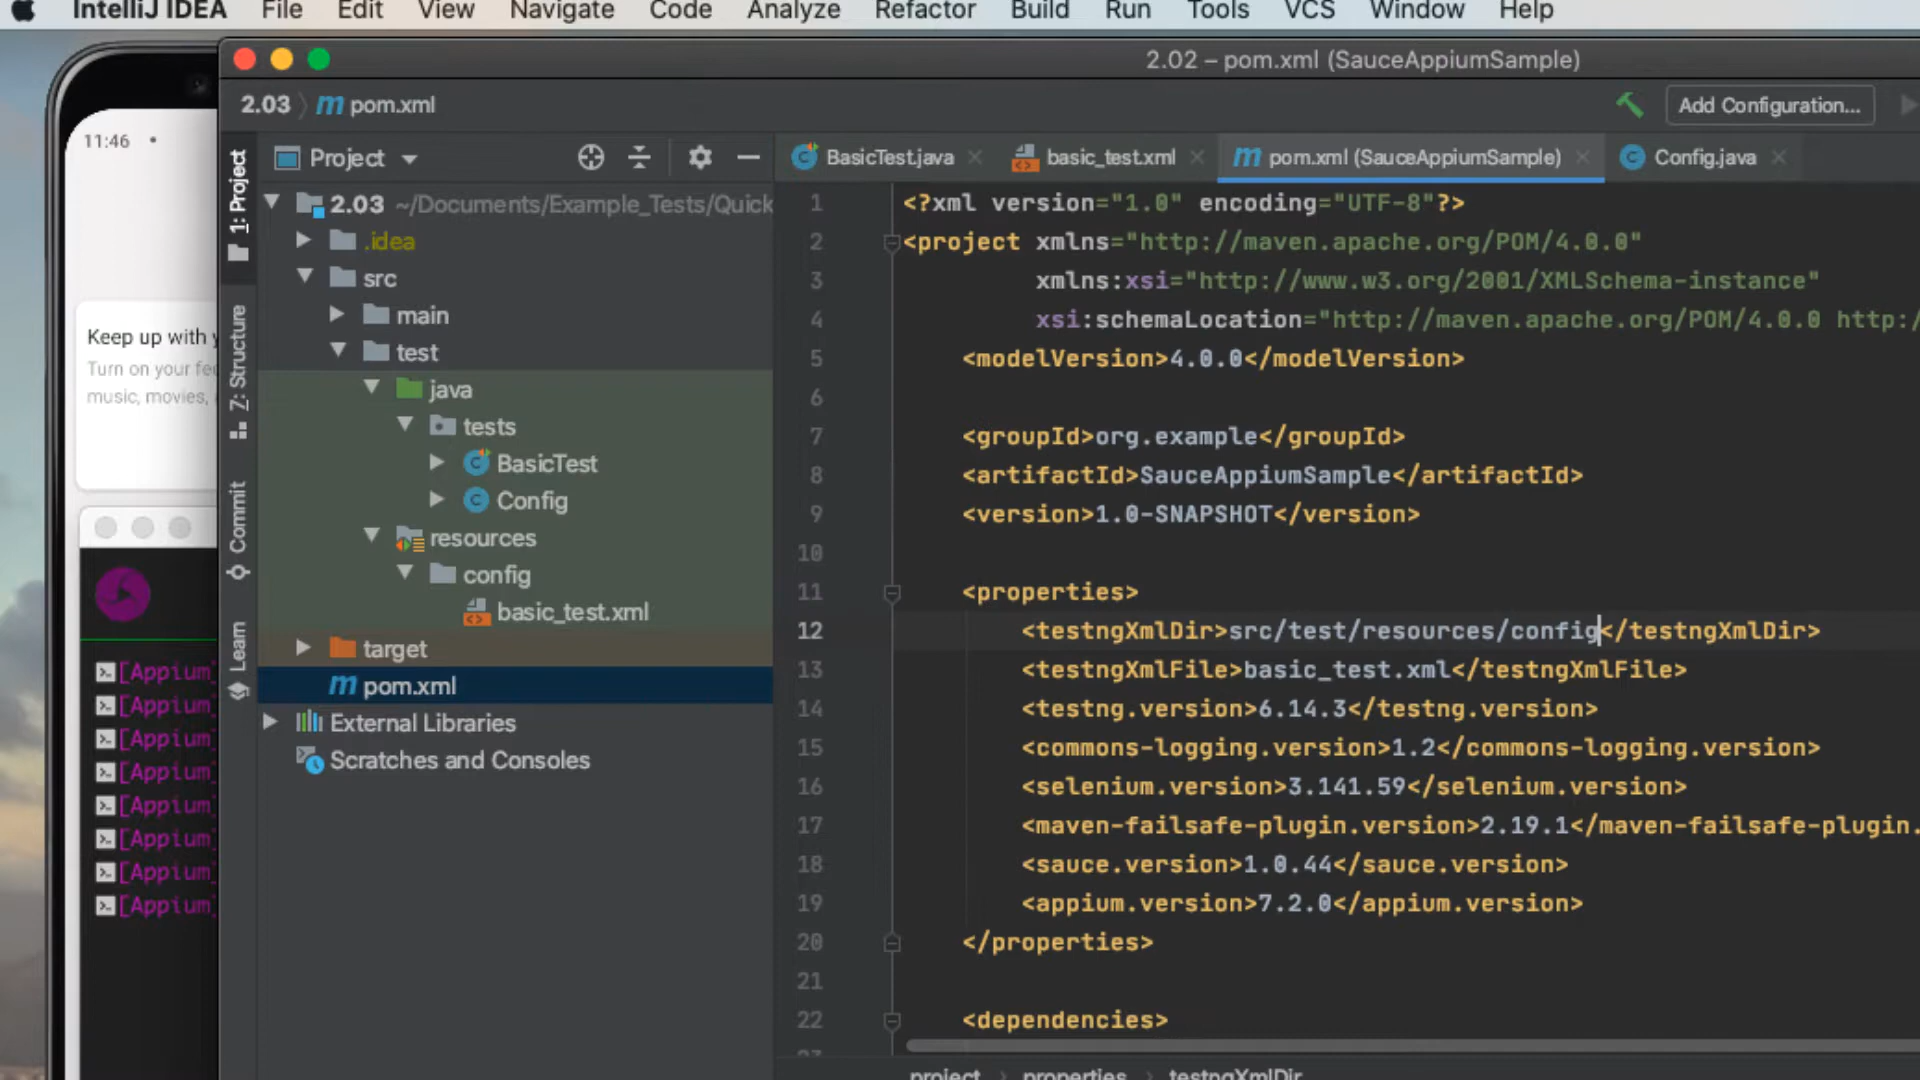 IntelliJ IDEA File Edit View Navigate Code Analyze Refactor Build Run Tools VCS Window Help
2.02 – pom.xml (SauceAppiumSample)
2.03 pom.xml
Add Configuration...
11:46
Keep up with
Turn on your
music, movies,
[Appium]
[Appium]
[Appium]
[Appium]
[Appium]
[Appium]
[Appium]
[Appium]
1: Project
Z: Structure
Commit
Learn
Project
2.03 ~/Documents/Example_Tests/Quick
.idea
src
main
test
java
tests
BasicTest
Config
resources
config
basic_test.xml
target
pom.xml
External Libraries
Scratches and Consoles
BasicTest.java basic_test.xml pom.xml (SauceAppiumSample) Config.java
1 <?xml version="1.0" encoding="UTF-8"?>
2 <project xmlns="http://maven.apache.org/POM/4.0.0"
3 xmlns:xsi="http://www.w3.org/2001/XMLSchema-instance"
4 xsi:schemaLocation="http://maven.apache.org/POM/4.0.0 http:/
5 <modelVersion>4.0.0</modelVersion>
6
7 <groupId>org.example</groupId>
8 <artifactId>SauceAppiumSample</artifactId>
9 <version>1.0-SNAPSHOT</version>
10
11 <properties>
12 <testngXmlDir>src/test/resources/config</testngXmlDir>
13 <testngXmlFile>basic_test.xml</testngXmlFile>
14 <testng.version>6.14.3</testng.version>
15 <commons-logging.version>1.2</commons-logging.version>
16 <selenium.version>3.141.59</selenium.version>
17 <maven-failsafe-plugin.version>2.19.1</maven-failsafe-plugin.
18 <sauce.version>1.0.44</sauce.version>
19 <appium.version>7.2.0</appium.version>
20 </properties>
21
22 <dependencies>
23
project properties testngXmlDir